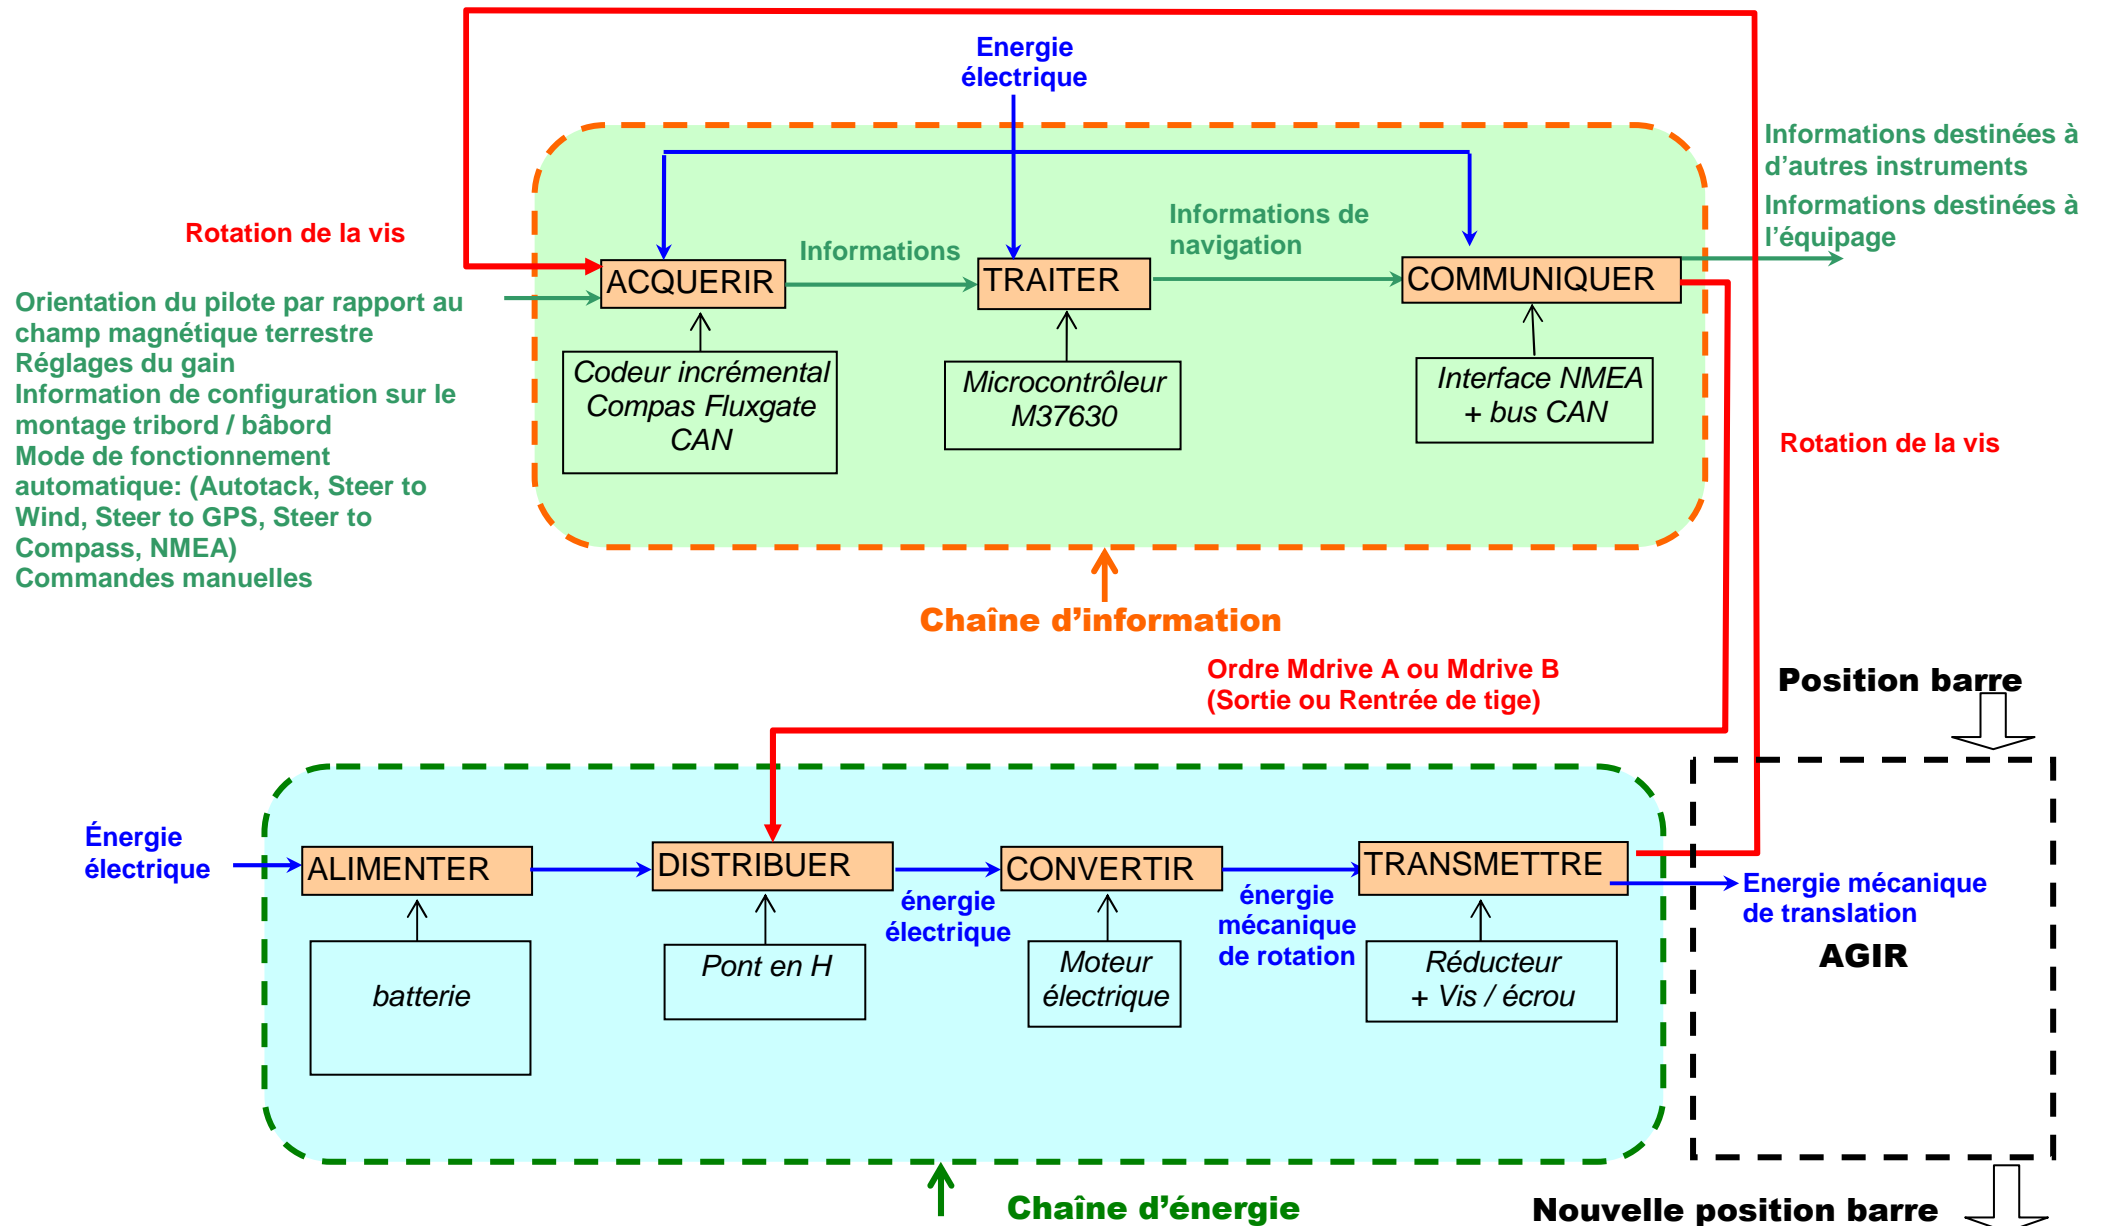 Energie
électrique
Informations destinées à
d'autres instruments
Informations destinées à
l'équipage
Rotation de la vis
Informations
Informations de
navigation
ACQUERIR
TRAITER
COMMUNIQUER
Orientation du pilote par rapport au
champ magnétique terrestre
Réglages du gain
Information de configuration sur le
montage tribord / bâbord
Mode de fonctionnement
automatique: (Autotack, Steer to
Wind, Steer to GPS, Steer to
Compass, NMEA)
Commandes manuelles
Codeur incrémental
Compas Fluxgate
CAN
Microcontrôleur
M37630
Interface NMEA
+ bus CAN
Rotation de la vis
Chaîne d'information
Ordre Mdrive A ou Mdrive B
(Sortie ou Rentrée de tige)
Position barre
Énergie
électrique
ALIMENTER
DISTRIBUER
CONVERTIR
TRANSMETTRE
énergie
électrique
énergie
mécanique
de rotation
Energie mécanique
de translation
AGIR
batterie
Pont en H
Moteur
électrique
Réducteur
+ Vis / écrou
Chaîne d'énergie
Nouvelle position barre